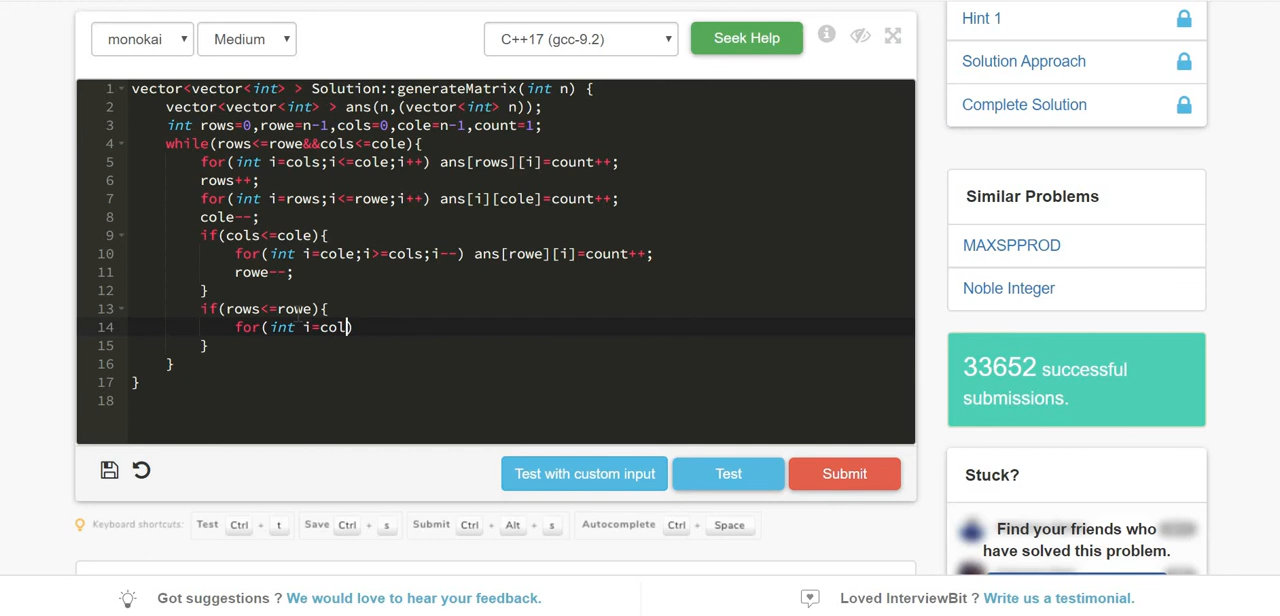 monokai
Medium
C++17 (gcc-9.2)
Seek Help
1 vector<vector<int> > Solution::generateMatrix(int n) {
2 vector<vector<int> > ans(n,(vector<int> n));
3 int rows=0,rowe=n-1,cols=0,cole=n-1,count=1;
4 while(rows<=rowe&&cols<=cole){
5 for(int i=cols;i<=cole;i++) ans[rows][i]=count++;
6 rows++;
7 for(int i=rows;i<=rowe;i++) ans[i][cole]=count++;
8 cole--;
9 if(cols<=cole){
10 for(int i=cole;i>=cols;i--) ans[rowe][i]=count++;
11 rowe--;
12 }
13 if(rows<=rowe){
14 for(int i=col)
15 }
16 }
17 }
18
Test with custom input
Test
Submit
Keyboard shortcuts: Test Ctrl + t Save Ctrl + s Submit Ctrl + Alt + s Autocomplete Ctrl + Space
Hint 1
Solution Approach
Complete Solution
Similar Problems
MAXSPPROD
Noble Integer
33652 successful
submissions.
Stuck?
Find your friends who
have solved this problem.
Got suggestions ? We would love to hear your feedback.
Loved InterviewBit ? Write us a testimonial.